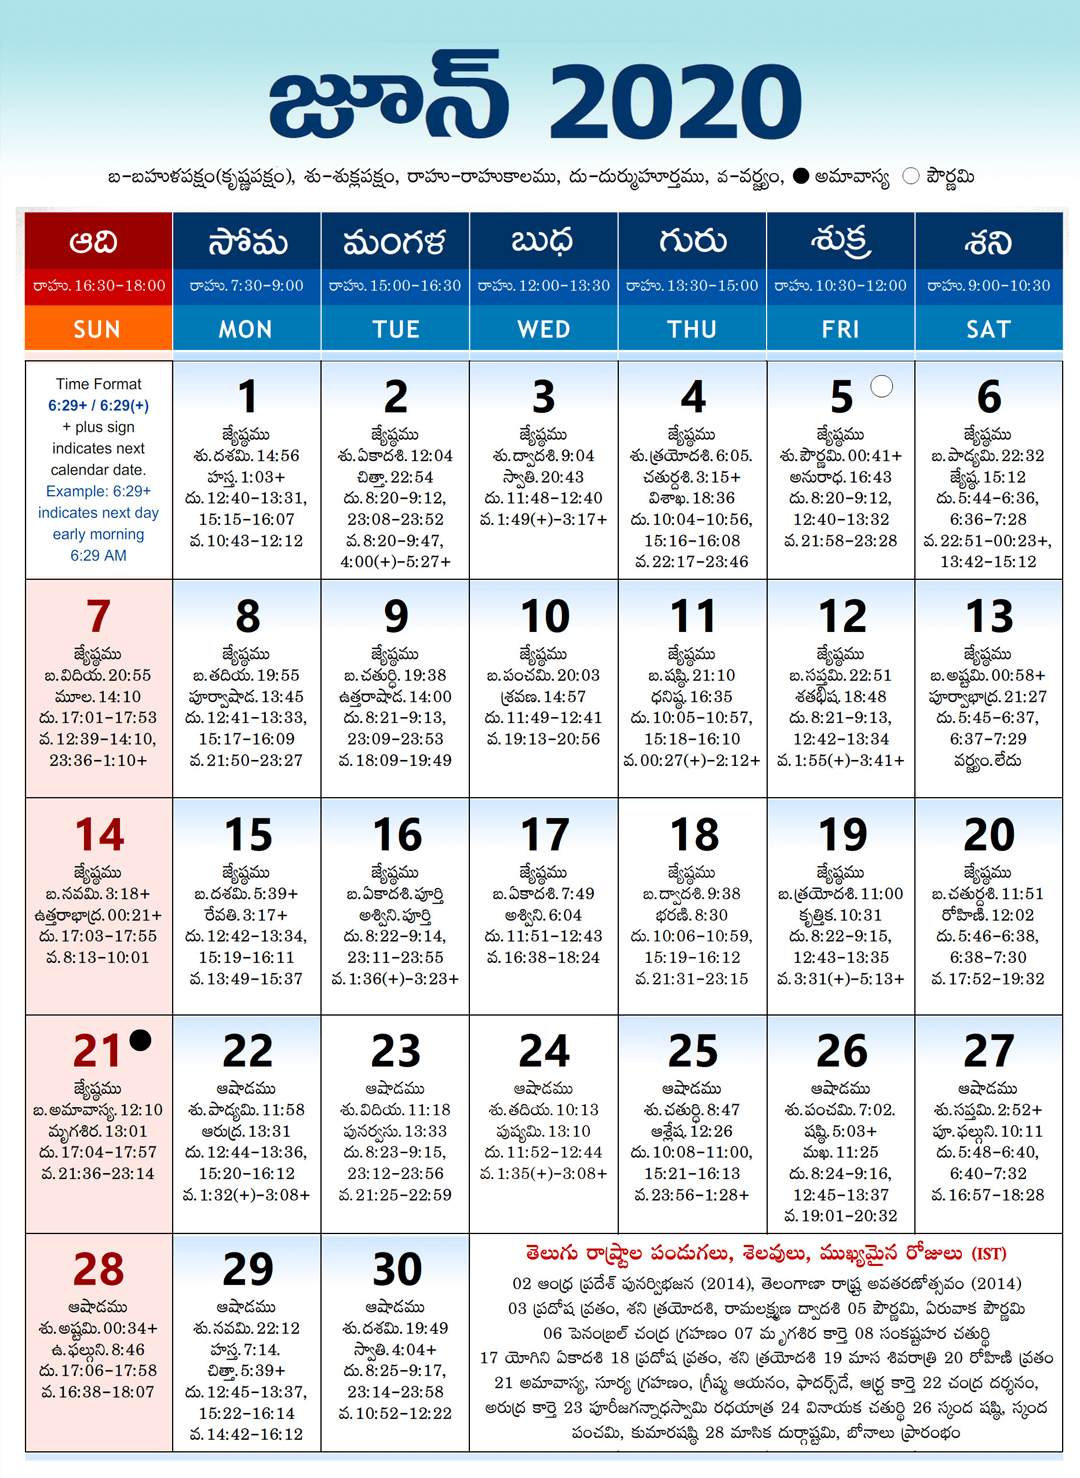 జూన్ 2020
బ-బహుళపక్షం(కృష్ణపక్షం), శు-శుక్లపక్షం, రాహు-రాహుకాలము, దు-దుర్ముహూర్తము, వ-వర్జ్యం, అమావాస్య పౌర్ణమి
ఆది సోమ మంగళ బుధ గురు శుక్ర శని
రాహు.16:30-18:00 రాహు.7:30-9:00 రాహు.15:00-16:30 రాహు.12:00-13:30 రాహు.13:30-15:00 రాహు.10:30-12:00 రాహు.9:00-10:30
SUN MON TUE WED THU FRI SAT
Time Format
6:29+ / 6:29(+)
+ plus sign
indicates next
calendar date.
Example: 6:29+
indicates next day
early morning
6:29 AM
1
జ్యేష్ఠము
శు.దశమి.14:56
హస్త.1:03+
దు.12:40-13:31,
15:15-16:07
వ.10:43-12:12
2
జ్యేష్ఠము
శు.ఏకాదశి.12:04
చిత్తా.22:54
దు.8:20-9:12,
23:08-23:52
వ.8:20-9:47,
4:00(+)-5:27+
3
జ్యేష్ఠము
శు.ద్వాదశి.9:04
స్వాతి.20:43
దు.11:48-12:40
వ.1:49(+)-3:17+
4
జ్యేష్ఠము
శు.త్రయోదశి.6:05.
చతుర్దశి.3:15+
విశాఖ.18:36
దు.10:04-10:56,
15:16-16:08
వ.22:17-23:46
5
జ్యేష్ఠము
శు.పౌర్ణమి.00:41+
అనురాధ.16:43
దు.8:20-9:12,
12:40-13:32
వ.21:58-23:28
6
జ్యేష్ఠము
బ.పాడ్యమి.22:32
జ్యేష్ఠ.15:12
దు.5:44-6:36,
6:36-7:28
వ.22:51-00:23+,
13:42-15:12
7
జ్యేష్ఠము
బ.విదియ.20:55
మూల.14:10
దు.17:01-17:53
వ.12:39-14:10,
23:36-1:10+
8
జ్యేష్ఠము
బ.తదియ.19:55
పూర్వాషాడ.13:45
దు.12:41-13:33,
15:17-16:09
వ.21:50-23:27
9
జ్యేష్ఠము
బ.చతుర్థి.19:38
ఉత్తరాషాడ.14:00
దు.8:21-9:13,
23:09-23:53
వ.18:09-19:49
10
జ్యేష్ఠము
బ.పంచమి.20:03
శ్రవణ.14:57
దు.11:49-12:41
వ.19:13-20:56
11
జ్యేష్ఠము
బ.షష్ఠి.21:10
ధనిష్ఠ.16:35
దు.10:05-10:57,
15:18-16:10
వ.00:27(+)-2:12+
12
జ్యేష్ఠము
బ.సప్తమి.22:51
శతభిష.18:48
దు.8:21-9:13,
12:42-13:34
వ.1:55(+)-3:41+
13
జ్యేష్ఠము
బ.అష్టమి.00:58+
పూర్వాభాద్ర.21:27
దు.5:45-6:37,
6:37-7:29
వర్జ్యం.లేదు
14
జ్యేష్ఠము
బ.నవమి.3:18+
ఉత్తరాభాద్ర.00:21+
దు.17:03-17:55
వ.8:13-10:01
15
జ్యేష్ఠము
బ.దశమి.5:39+
రేవతి.3:17+
దు.12:42-13:34,
15:19-16:11
వ.13:49-15:37
16
జ్యేష్ఠము
బ.ఏకాదశి.పూర్తి
అశ్విని.పూర్తి
దు.8:22-9:14,
23:11-23:55
వ.1:36(+)-3:23+
17
జ్యేష్ఠము
బ.ఏకాదశి.7:49
అశ్విని.6:04
దు.11:51-12:43
వ.16:38-18:24
18
జ్యేష్ఠము
బ.ద్వాదశి.9:38
భరణి.8:30
దు.10:06-10:59,
15:19-16:12
వ.21:31-23:15
19
జ్యేష్ఠము
బ.త్రయోదశి.11:00
కృత్తిక.10:31
దు.8:22-9:15,
12:43-13:35
వ.3:31(+)-5:13+
20
జ్యేష్ఠము
బ.చతుర్దశి.11:51
రోహిణి.12:02
దు.5:46-6:38,
6:38-7:30
వ.17:52-19:32
21
జ్యేష్ఠము
బ.అమావాస్య.12:10
మృగశిర.13:01
దు.17:04-17:57
వ.21:36-23:14
22
ఆషాడము
శు.పాడ్యమి.11:58
ఆరుద్ర.13:31
దు.12:44-13:36,
15:20-16:12
వ.1:32(+)-3:08+
23
ఆషాడము
శు.విదియ.11:18
పునర్వసు.13:33
దు.8:23-9:15,
23:12-23:56
వ.21:25-22:59
24
ఆషాడము
శు.తదియ.10:13
పుష్యమి.13:10
దు.11:52-12:44
వ.1:35(+)-3:08+
25
ఆషాడము
శు.చతుర్థి.8:47
ఆశ్లేష.12:26
దు.10:08-11:00,
15:21-16:13
వ.23:56-1:28+
26
ఆషాడము
శు.పంచమి.7:02.
షష్ఠి.5:03+
మఖ.11:25
దు.8:24-9:16,
12:45-13:37
వ.19:01-20:32
27
ఆషాడము
శు.సప్తమి.2:52+
పూ.ఫల్గుని.10:11
దు.5:48-6:40,
6:40-7:32
వ.16:57-18:28
28
ఆషాడము
శు.అష్టమి.00:34+
ఉ.ఫల్గుని.8:46
దు.17:06-17:58
వ.16:38-18:07
29
ఆషాడము
శు.నవమి.22:12
హస్త.7:14.
చిత్తా.5:39+
దు.12:45-13:37,
15:22-16:14
వ.14:42-16:12
30
ఆషాడము
శు.దశమి.19:49
స్వాతి.4:04+
దు.8:25-9:17,
23:14-23:58
వ.10:52-12:22
తెలుగు రాష్ట్రాల పండుగలు, శెలవులు, ముఖ్యమైన రోజులు (IST)
02 ఆంధ్ర ప్రదేశ్ పునర్విభజన (2014), తెలంగాణా రాష్ట్ర అవతరణోత్సవం (2014)
03 ప్రదోష వ్రతం, శని త్రయోదశి, రామలక్ష్మణ ద్వాదశి 05 పౌర్ణమి, ఏరువాక పౌర్ణమి
06 పెనంబ్రల్ చంద్ర గ్రహణం 07 మృగశిర కార్తె 08 సంకష్టహర చతుర్థి
17 యోగిని ఏకాదశి 18 ప్రదోష వ్రతం, శని త్రయోదశి 19 మాస శివరాత్రి 20 రోహిణి వ్రతం
21 అమావాస్య, సూర్య గ్రహణం, గ్రీష్మ ఆయనం, ఫాదర్స్‌డే, ఆర్ద్ర కార్తె 22 చంద్ర దర్శనం,
అరుద్ర కార్తె 23 పూరీజగన్నాధస్వామి రధయాత్ర 24 వినాయక చతుర్థి 26 స్కంద షష్ఠి, స్కంద
పంచమి, కుమారషష్ఠి 28 మాసిక దుర్గాష్టమి, బోనాలు ప్రారంభం